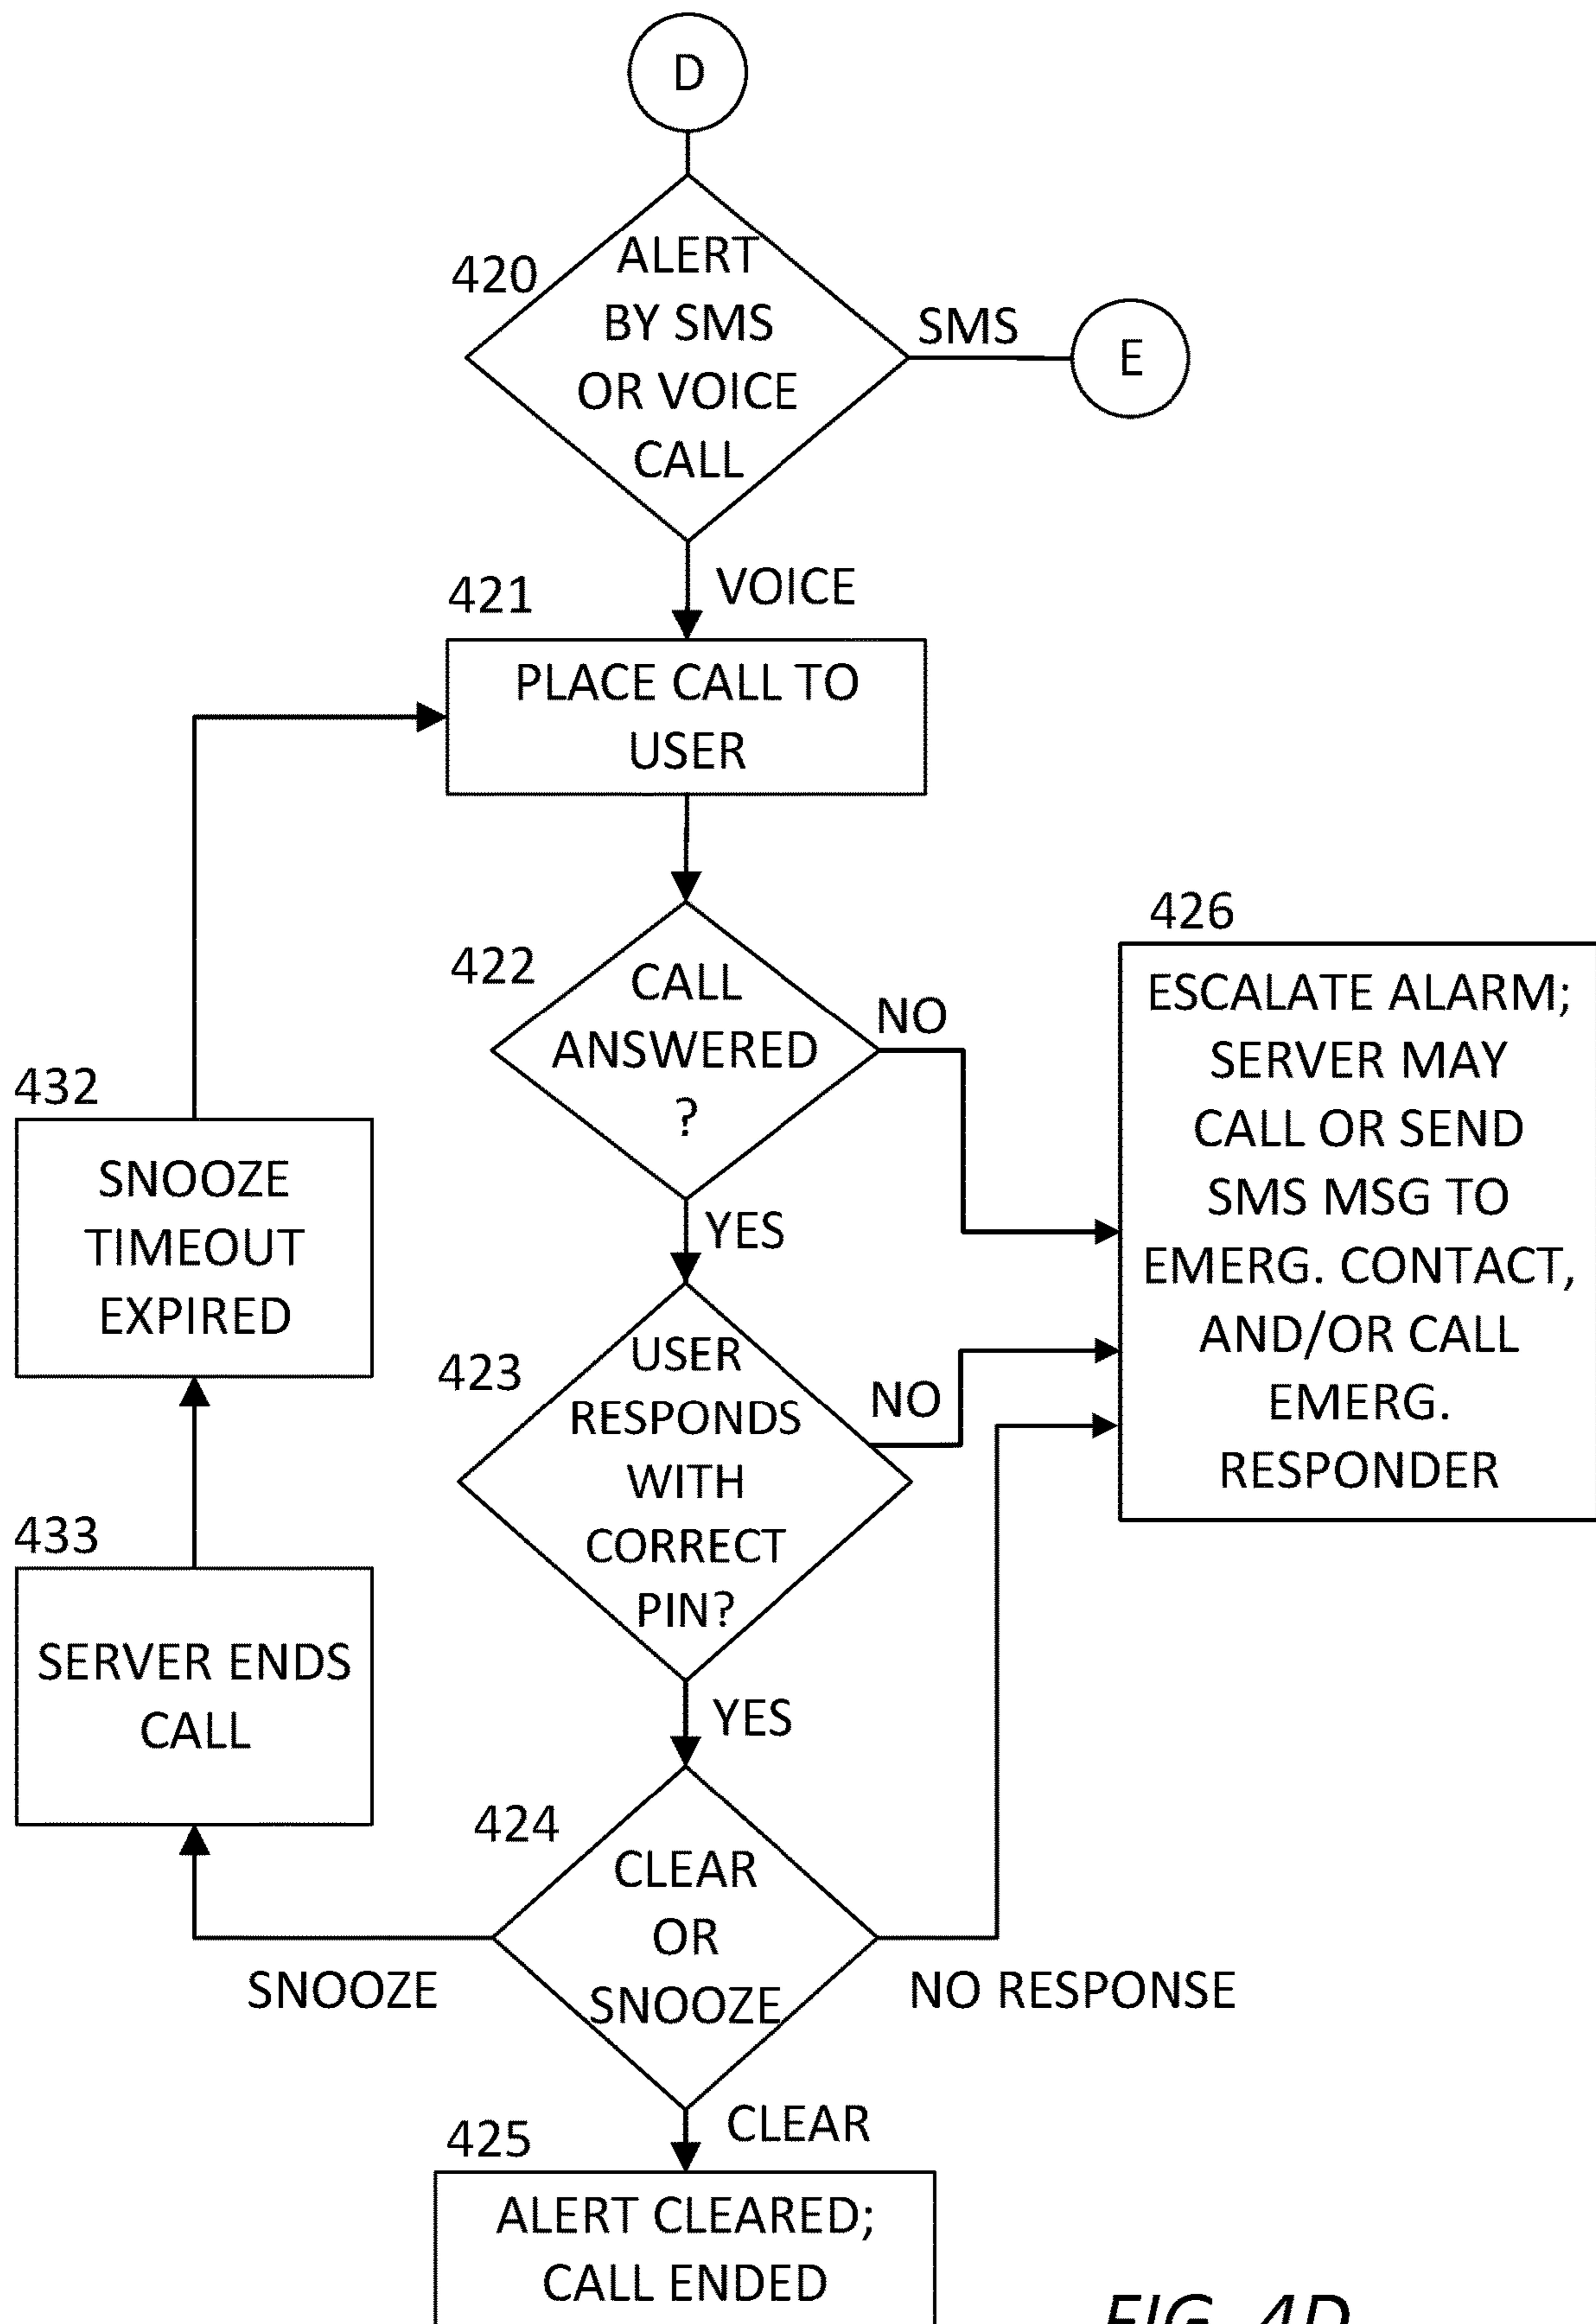 D
420
ALERT
BY SMS
OR VOICE
CALL
SMS
E
VOICE
421
PLACE CALL TO
USER
422
CALL
ANSWERED
?
NO
YES
426
ESCALATE ALARM;
SERVER MAY
CALL OR SEND
SMS MSG TO
EMERG. CONTACT,
AND/OR CALL
EMERG.
RESPONDER
432
SNOOZE
TIMEOUT
EXPIRED
423
USER
RESPONDS
WITH
CORRECT
PIN?
NO
YES
433
SERVER ENDS
CALL
424
CLEAR
OR
SNOOZE
SNOOZE
NO RESPONSE
CLEAR
425
ALERT CLEARED;
CALL ENDED
FIG. 4D